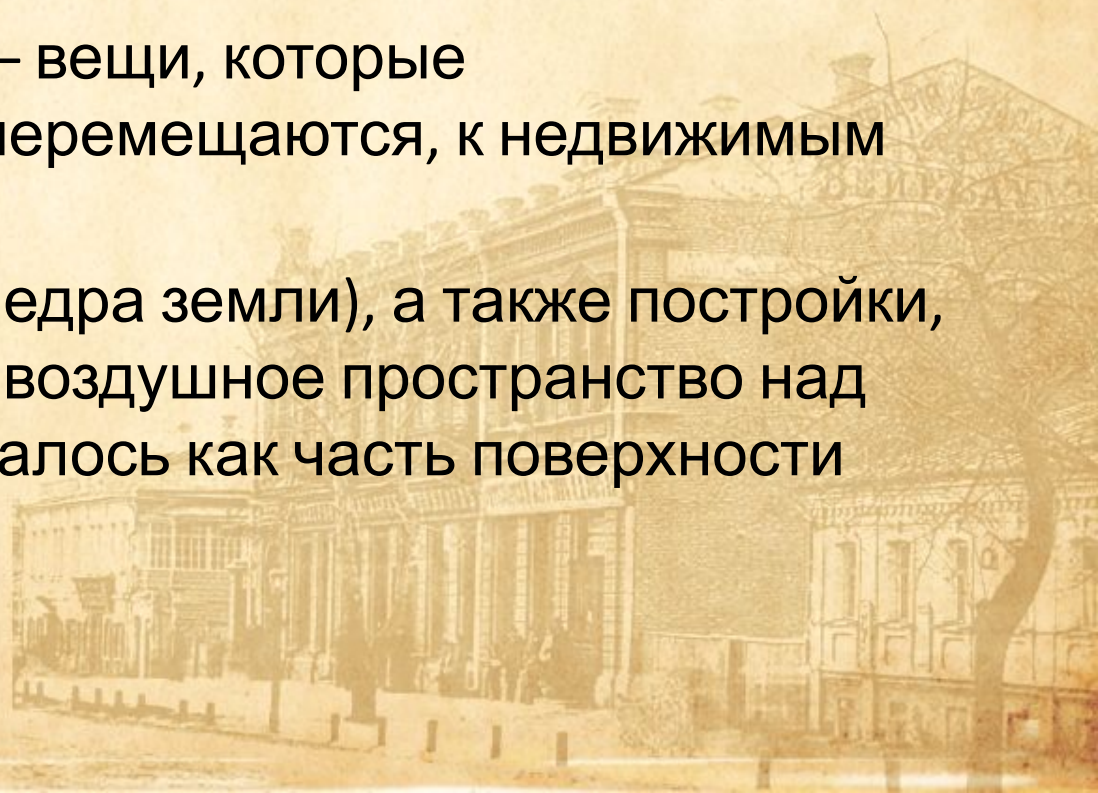 – вещи, которые
перемещаются, к недвижимым
едра земли), а также постройки,
воздушное пространство над
алось как часть поверхности